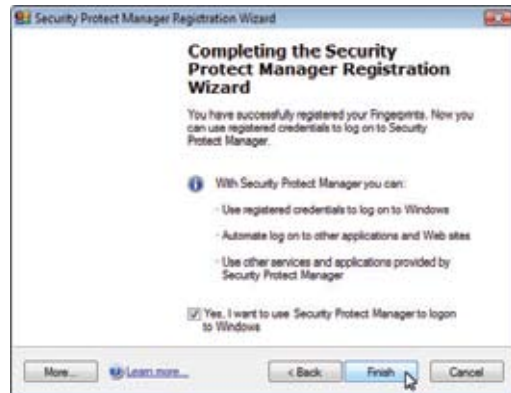 Security Protect Manager Registration Wizard
Completing the Security
Protect Manager Registration
Wizard
You have successfully registered your Fingerprints. Now you
can use registered credentials to log on to Security
Protect Manager.
With Security Protect Manager you can:
· Use registered credentials to log on to Windows
· Automate log on to other applications and Web sites
· Use other services and applications provided by
Security Protect Manager
Yes, I want to use Security Protect Manager to logon
to Windows
More...
Learn more...
< Back
Finish
Cancel